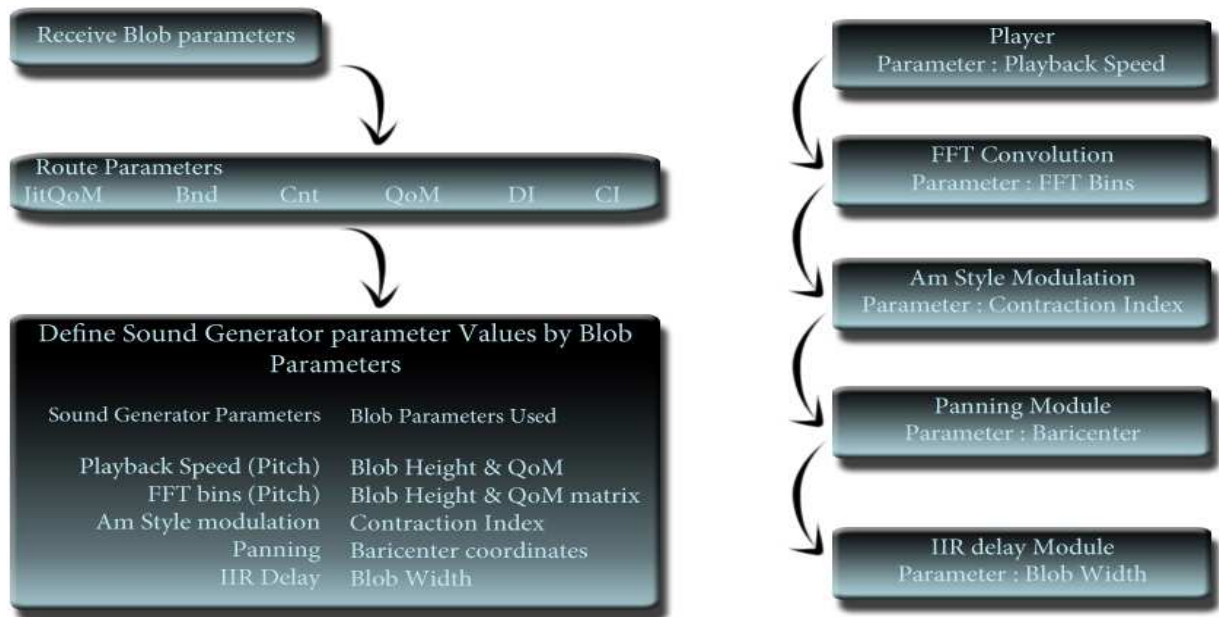 Receive Blob parameters
Route Parameters
JitQoM Bnd Cnt QoM DI CI
Define Sound Generator parameter Values by Blob
Parameters
Sound Generator Parameters Blob Parameters Used
Playback Speed (Pitch) Blob Height & QoM
FFT bins (Pitch) Blob Height & QoM matrix
Am Style modulation Contraction Index
Panning Baricenter coordinates
IIR Delay Blob Width
Player
Parameter : Playback Speed
FFT Convolution
Parameter : FFT Bins
Am Style Modulation
Parameter : Contraction Index
Panning Module
Parameter : Baricenter
IIR delay Module
Parameter : Blob Width